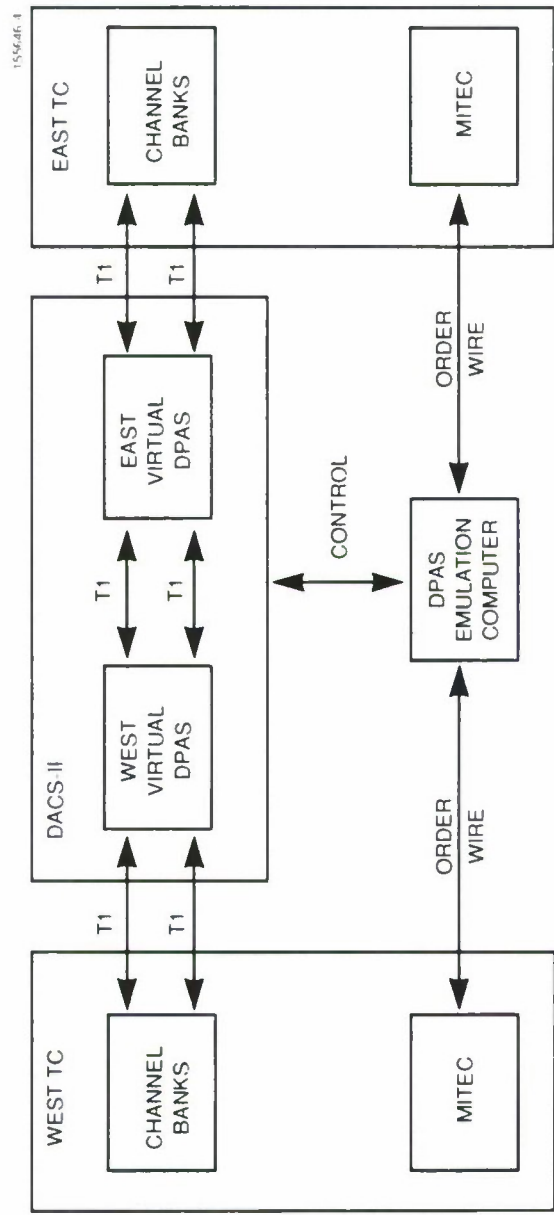 155646-4
WEST TC
CHANNEL
BANKS
MITEC
T1
T1
DACS-II
WEST
VIRTUAL
DPAS
T1
T1
EAST
VIRTUAL
DPAS
T1
T1
EAST TC
CHANNEL
BANKS
MITEC
ORDER
WIRE
CONTROL
DPAS
EMULATION
COMPUTER
ORDER
WIRE